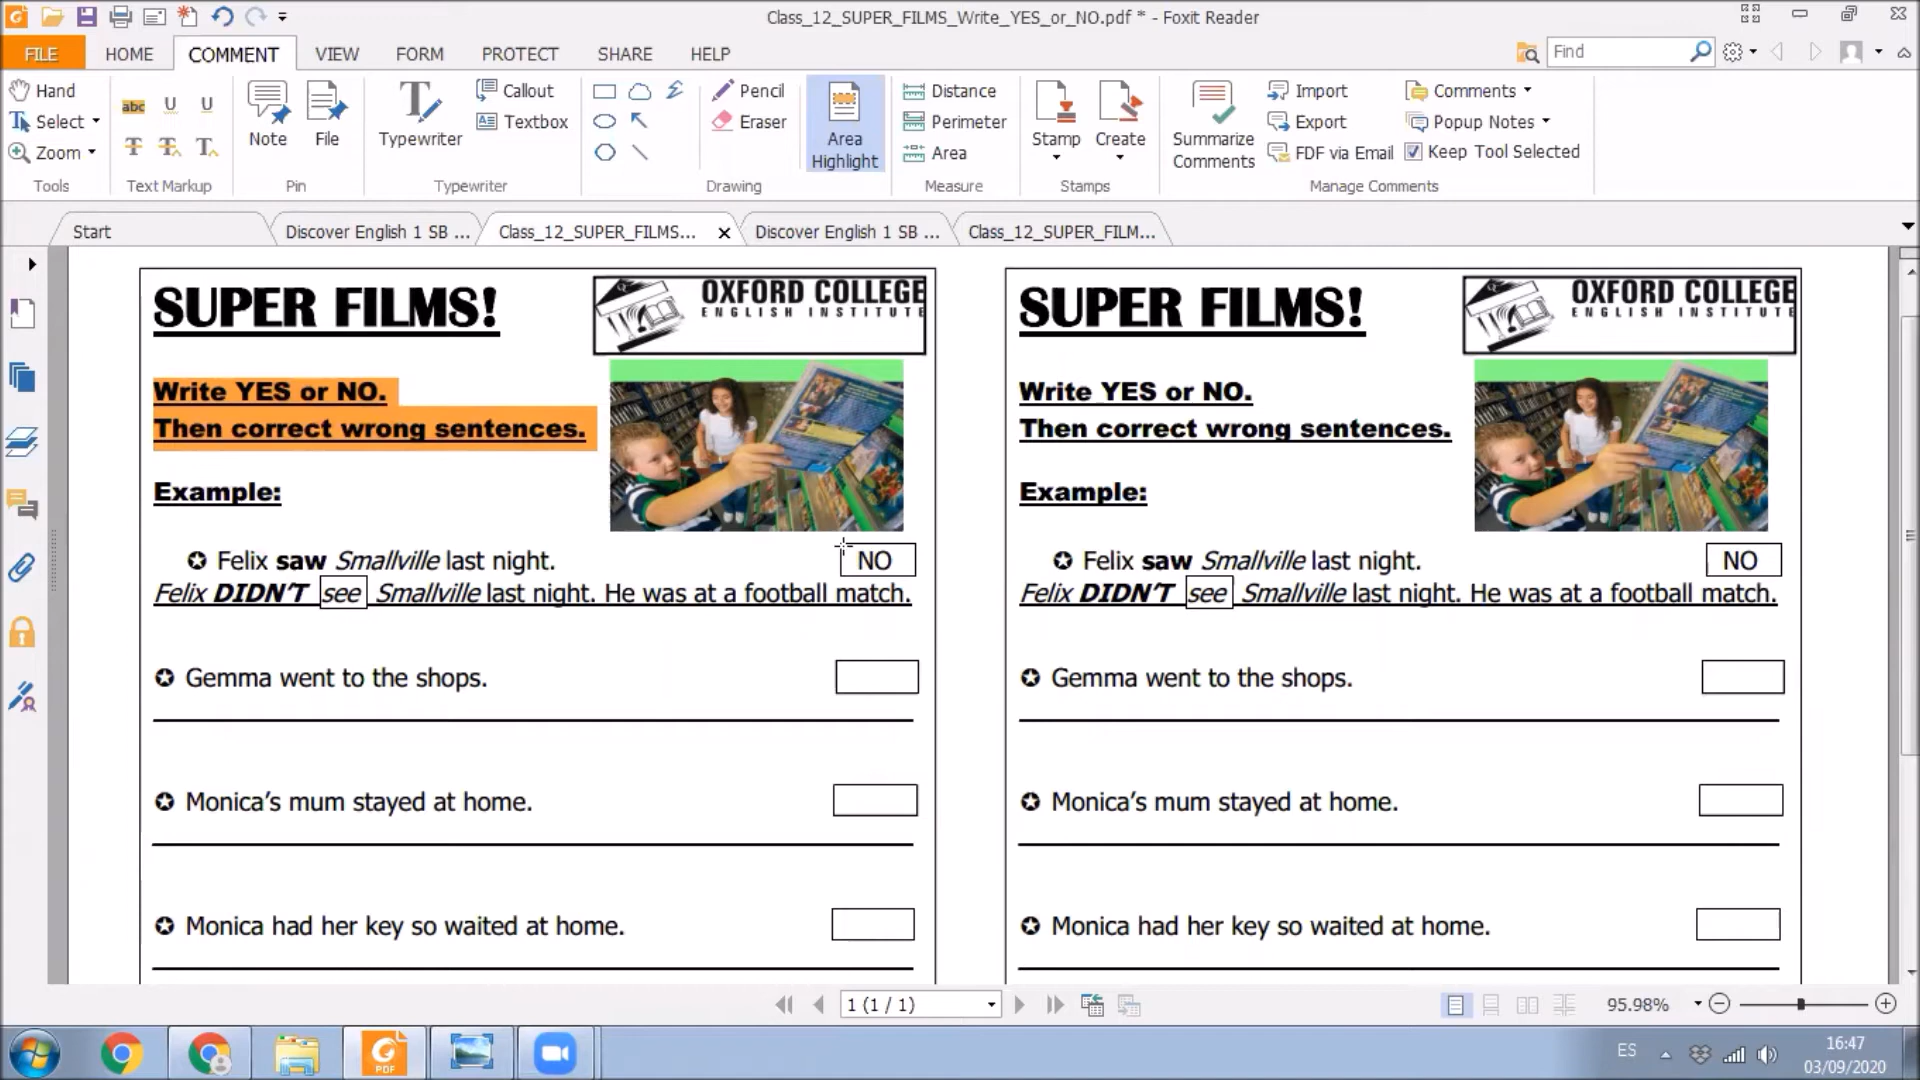 Class_12_SUPER_FILMS_Write_YES_or_NO.pdf * - Foxit Reader
FILE HOME COMMENT VIEW FORM PROTECT SHARE HELP
Find
Hand
Select
Zoom
Tools
abc U U
T T T
Text Markup
Note
File
Pin
Typewriter
Callout
Textbox
Typewriter
Pencil
Eraser
Area
Highlight
Drawing
Distance
Perimeter
Area
Measure
Stamp
Create
Stamps
Summarize
Comments
Import
Export
FDF via Email
Comments
Popup Notes
Keep Tool Selected
Manage Comments
Start
Discover English 1 SB ...
Class_12_SUPER_FILMS...
Discover English 1 SB ...
Class_12_SUPER_FILM...
SUPER FILMS!
OXFORD COLLEGE
ENGLISH INSTITUTE
Write YES or NO.
Then correct wrong sentences.
Example:
Felix saw Smallville last night. NO
Felix DIDN'T see Smallville last night. He was at a football match.
Gemma went to the shops.
Monica's mum stayed at home.
Monica had her key so waited at home.
SUPER FILMS!
OXFORD COLLEGE
ENGLISH INSTITUTE
Write YES or NO.
Then correct wrong sentences.
Example:
Felix saw Smallville last night. NO
Felix DIDN'T see Smallville last night. He was at a football match.
Gemma went to the shops.
Monica's mum stayed at home.
Monica had her key so waited at home.
1 (1 / 1)
95.98%
PDF
ES
16:47
03/09/2020